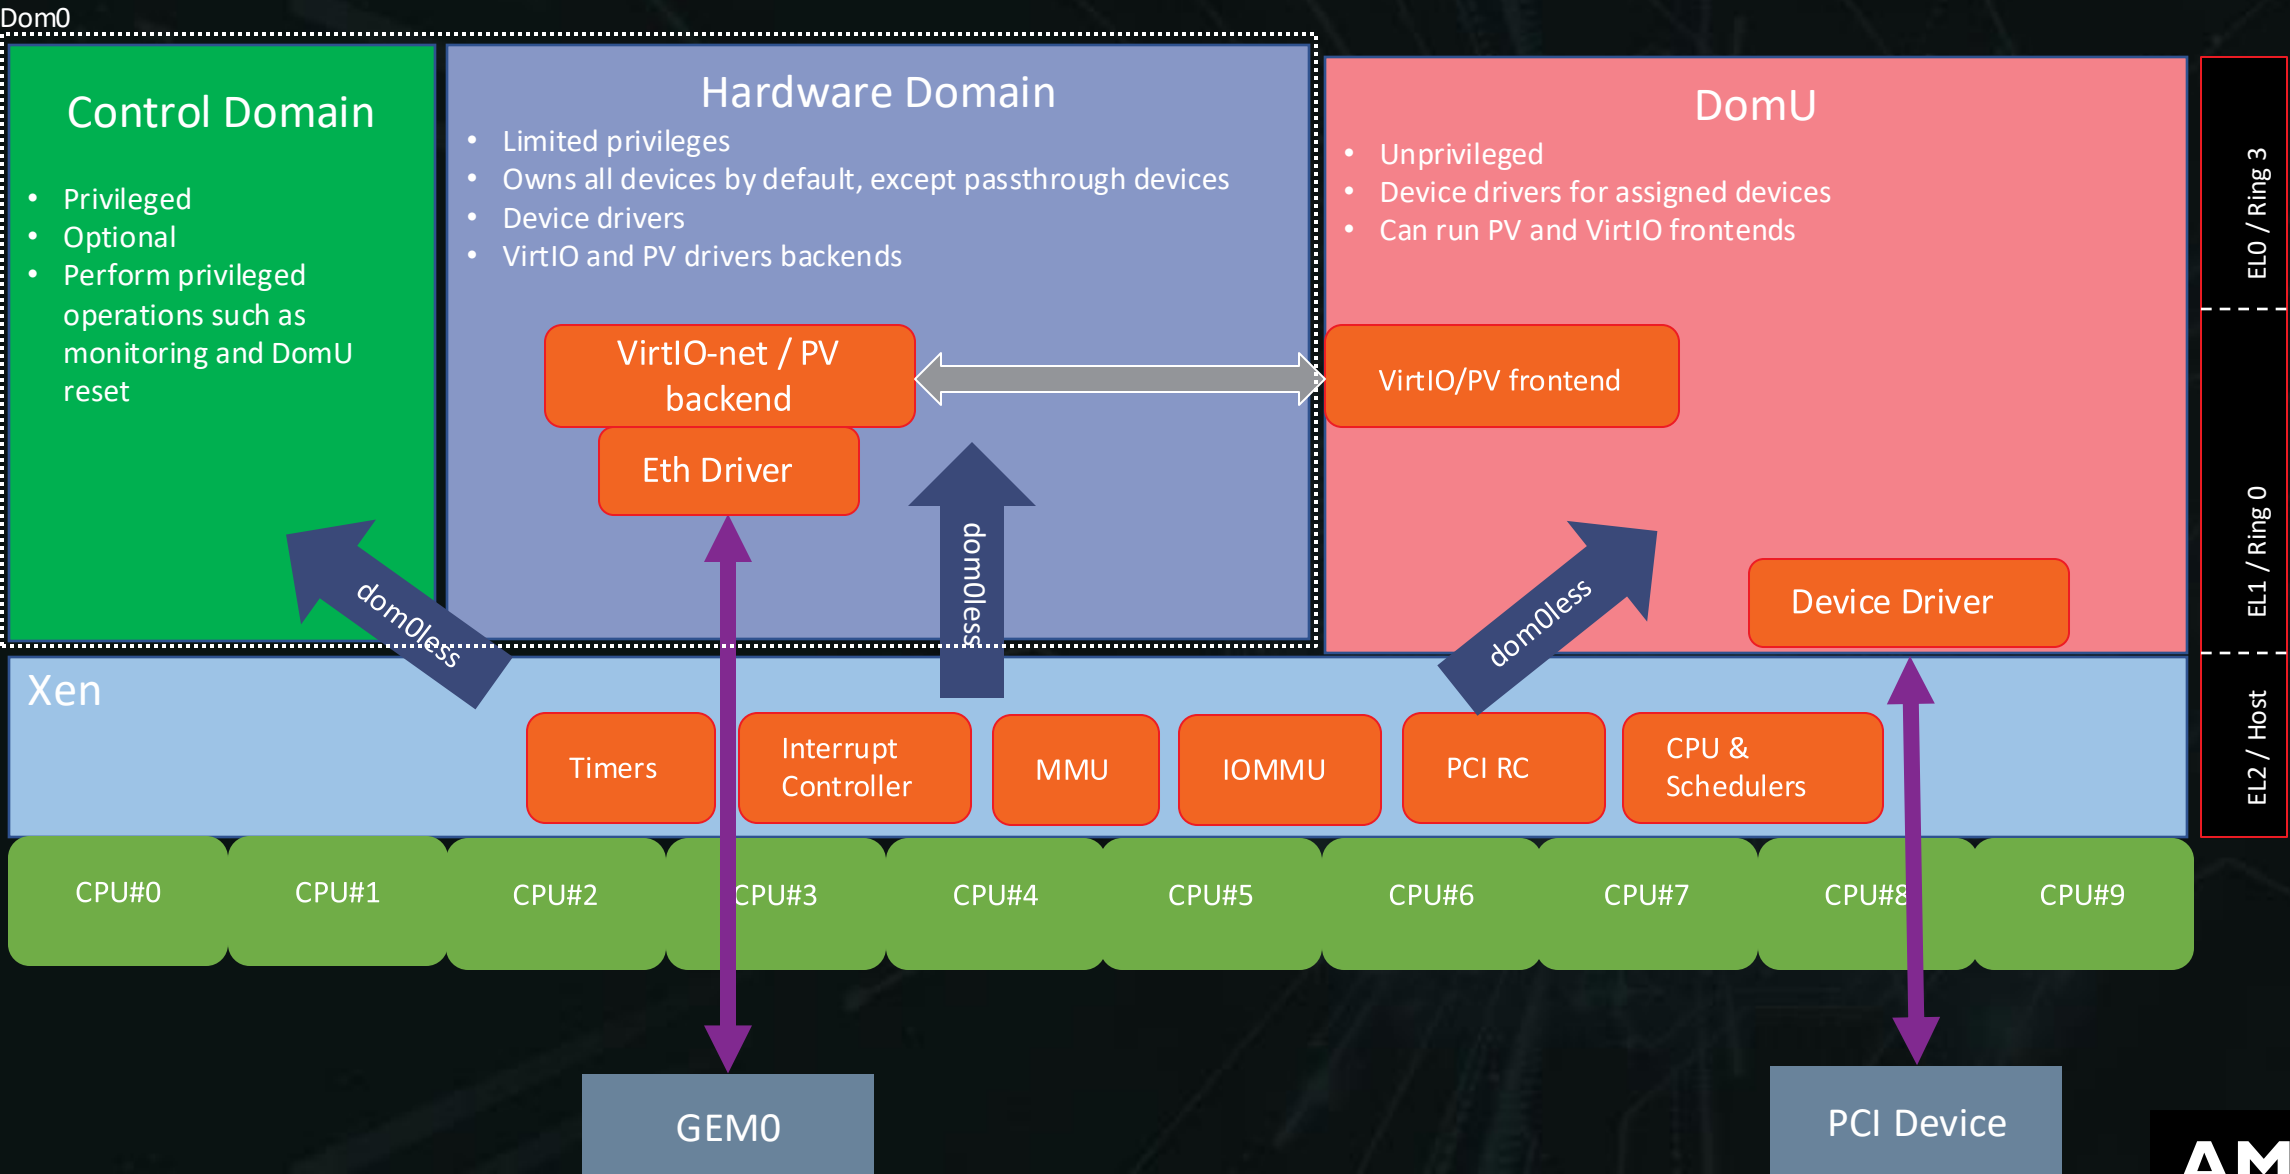 Dom0
Control Domain
• Privileged
• Optional
• Perform privileged
operations such as
monitoring and DomU
reset
Hardware Domain
• Limited privileges
• Owns all devices by default, except passthrough devices
• Device drivers
• VirtIO and PV drivers backends
VirtIO-net / PV
backend
Eth Driver
DomU
• Unprivileged
• Device drivers for assigned devices
• Can run PV and VirtIO frontends
VirtIO/PV frontend
Device Driver
dom0less
dom0less
dom0less
EL0 / Ring 3
EL1 / Ring 0
EL2 / Host
Xen
Timers
Interrupt
Controller
MMU
IOMMU
PCI RC
CPU &
Schedulers
CPU#0
CPU#1
CPU#2
CPU#3
CPU#4
CPU#5
CPU#6
CPU#7
CPU#8
CPU#9
GEM0
PCI Device